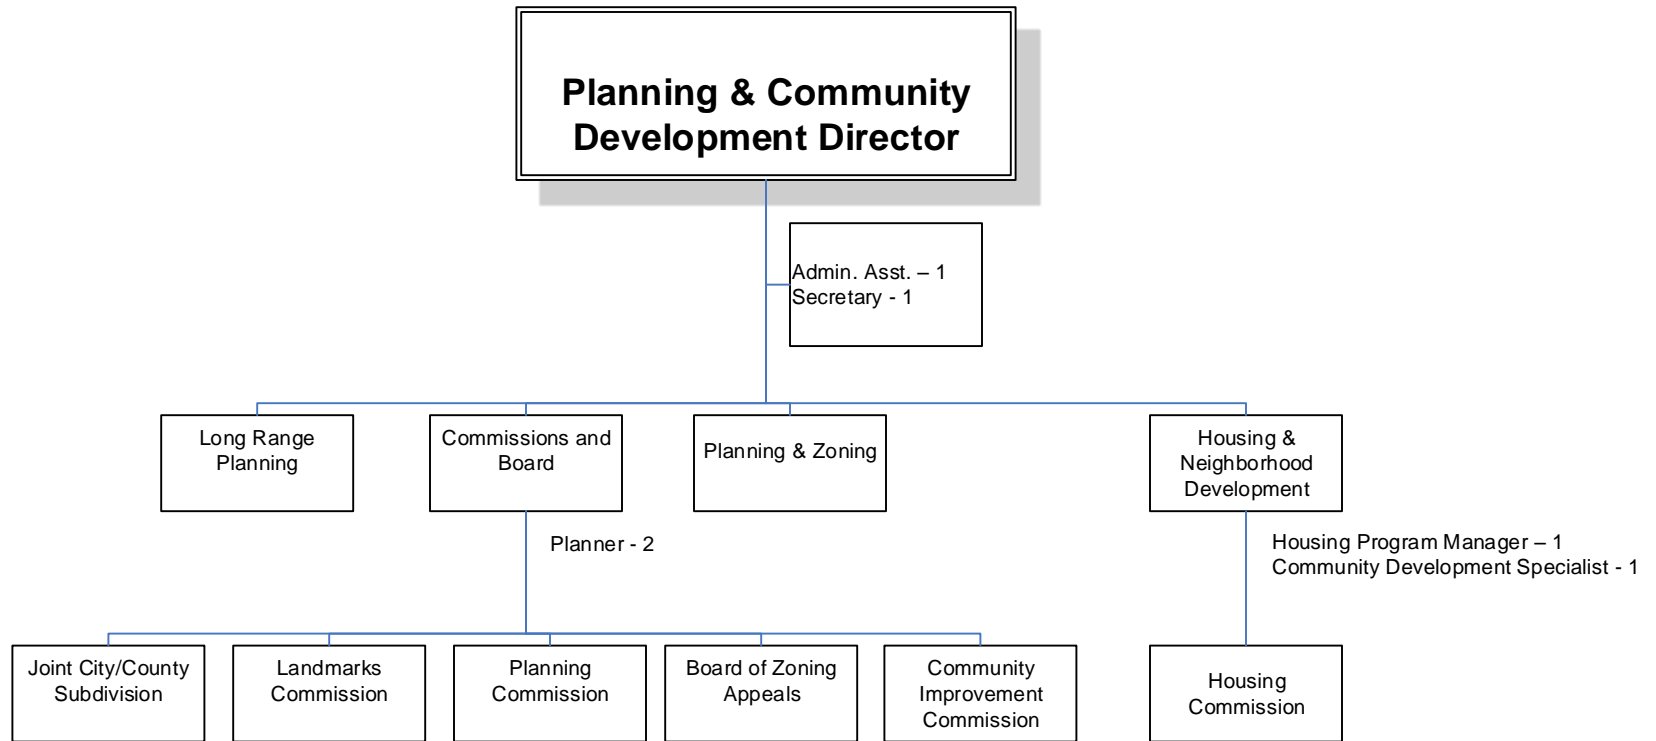 Planning & Community
Development Director
Admin. Asst. – 1
Secretary - 1
Long Range
Planning
Commissions and
Board
Planning & Zoning
Housing &
Neighborhood
Development
Planner - 2
Housing Program Manager – 1
Community Development Specialist - 1
Joint City/County
Subdivision
Landmarks
Commission
Planning
Commission
Board of Zoning
Appeals
Community
Improvement
Commission
Housing
Commission